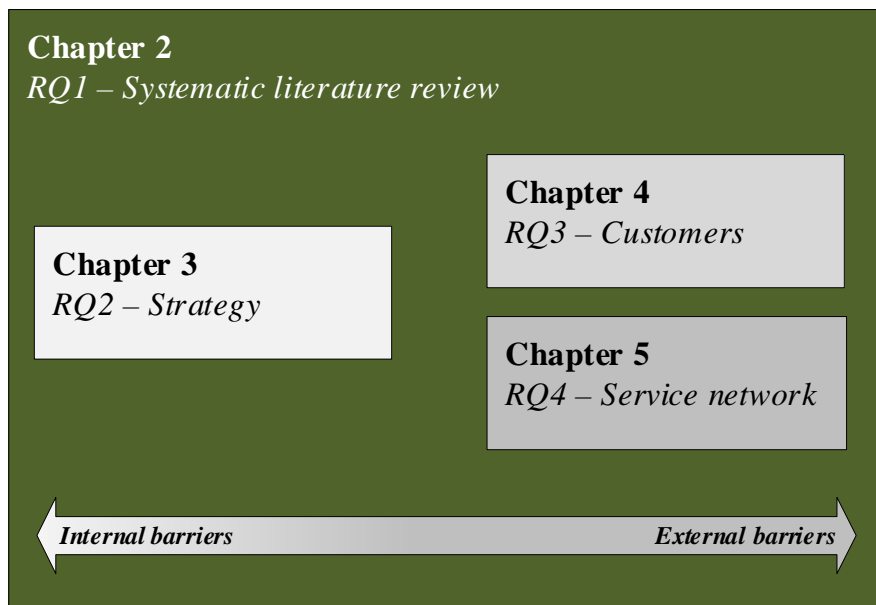 Chapter 2
RQ1 – Systematic literature review
Chapter 3
RQ2 – Strategy
Chapter 4
RQ3 – Customers
Chapter 5
RQ4 – Service network
Internal barriers
External barriers